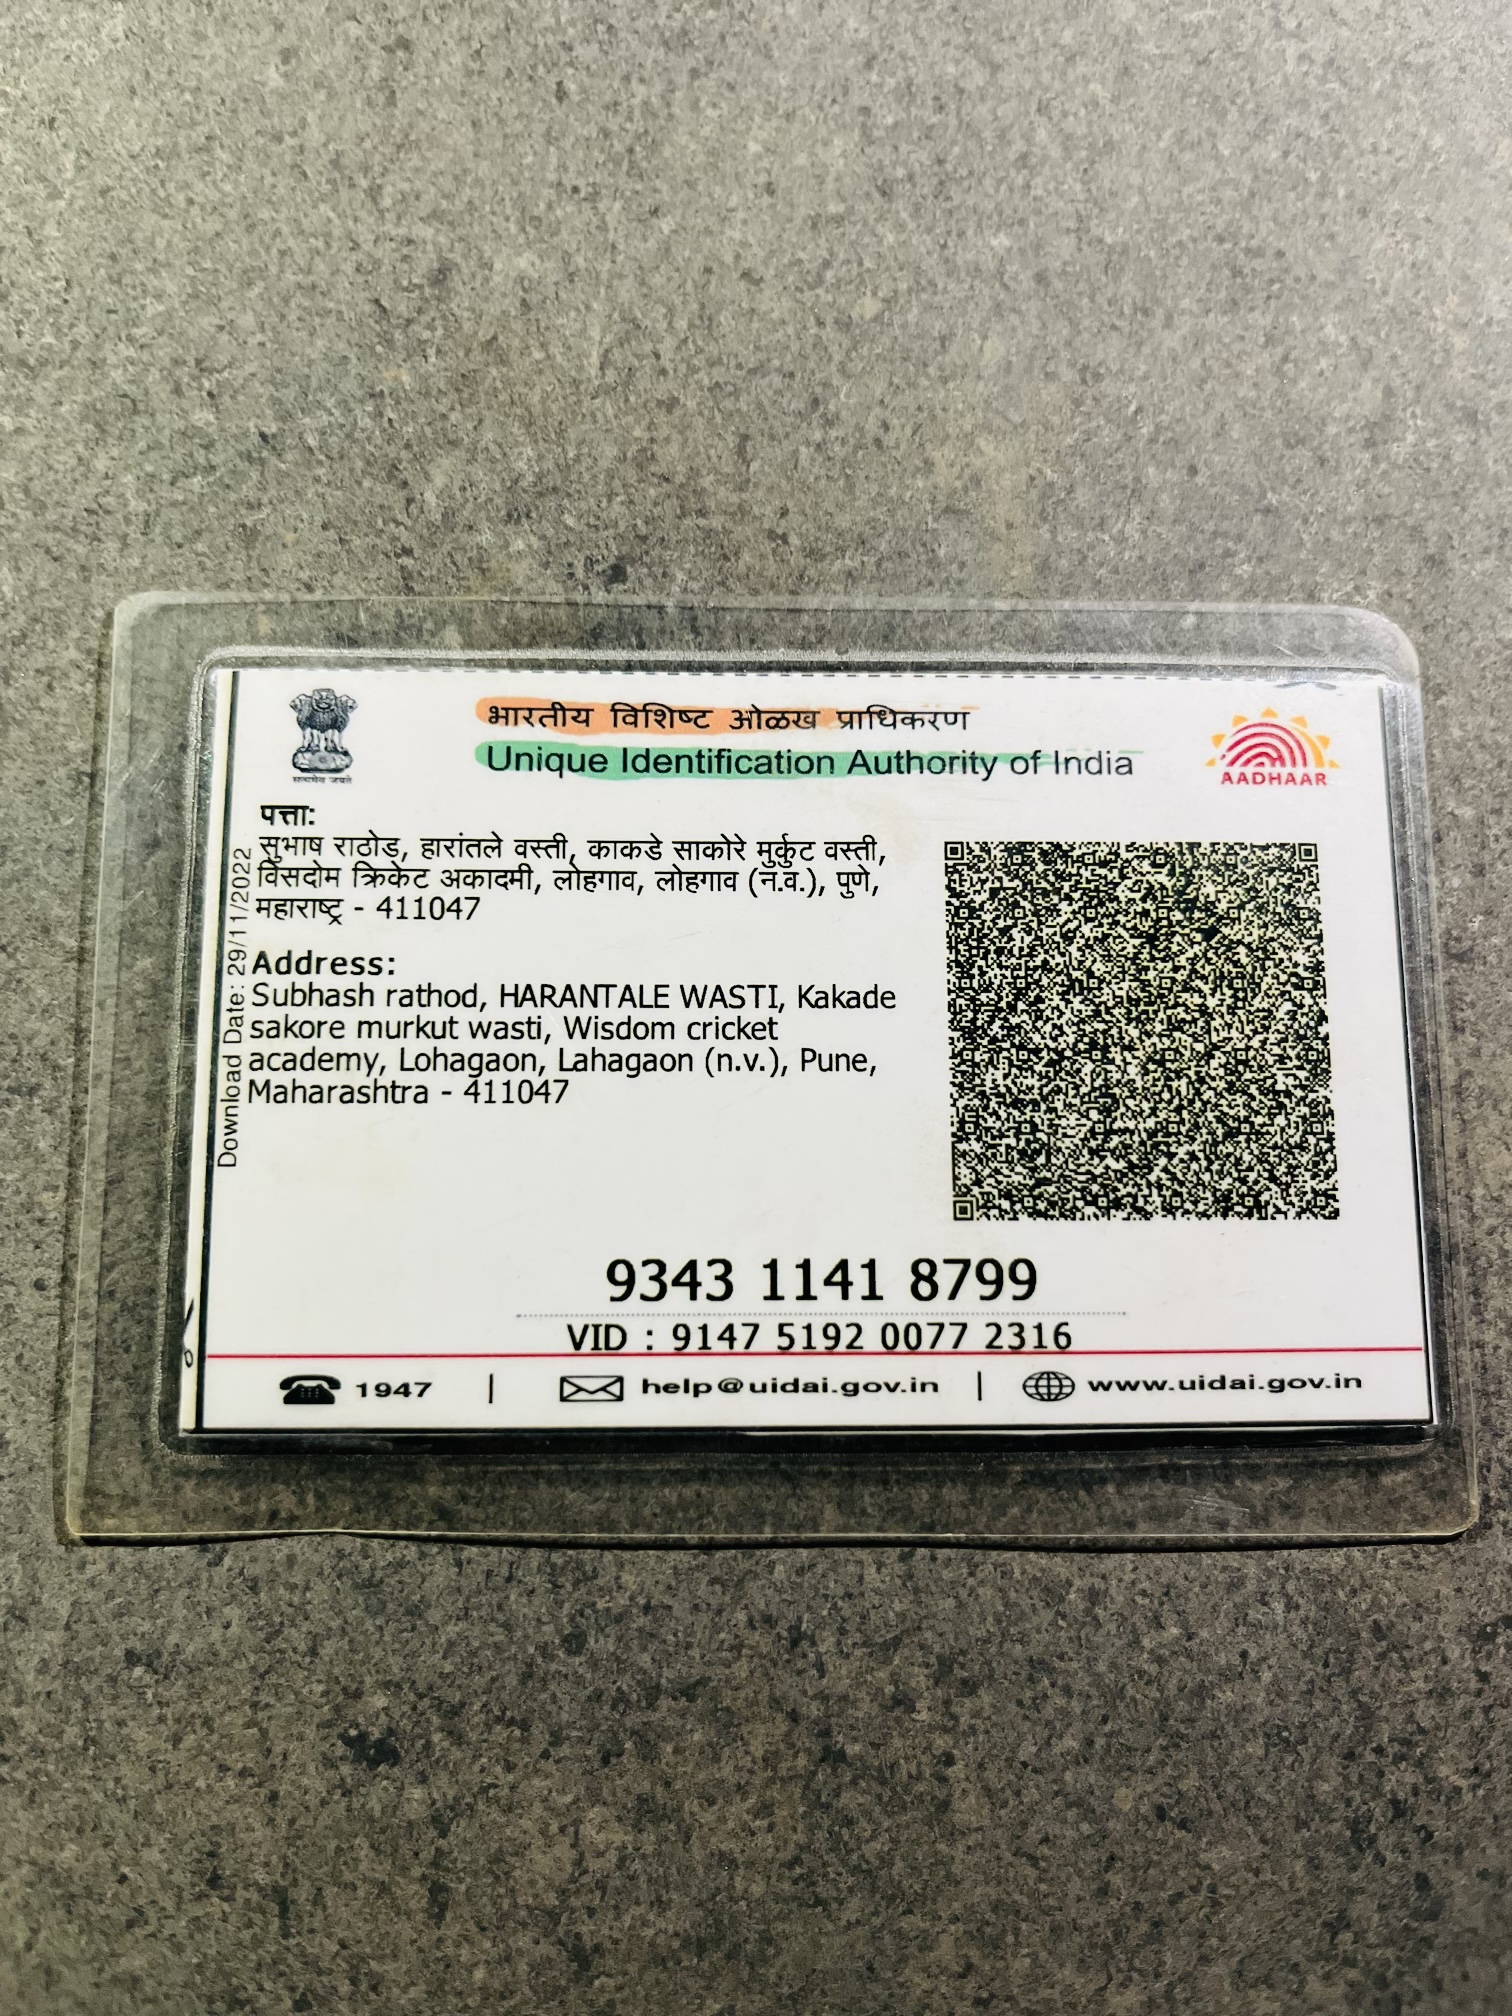 भारतीय विशिष्ट ओळख प्राधिकरण
Unique Identification Authority of India
सत्यमेव जयते
AADHAAR
Download Date: 29/11/2022
पत्ता:
सुभाष राठोड, हारांतले वस्ती, काकडे साकोरे मुर्कुट वस्ती,
विसदोम क्रिकेट अकादमी, लोहगाव, लोहगाव (न.व.), पुणे,
महाराष्ट्र - 411047
Address:
Subhash rathod, HARANTALE WASTI, Kakade
sakore murkut wasti, Wisdom cricket
academy, Lohagaon, Lahagaon (n.v.), Pune,
Maharashtra - 411047
9343 1141 8799
VID : 9147 5192 0077 2316
1947 | help@uidai.gov.in | www.uidai.gov.in